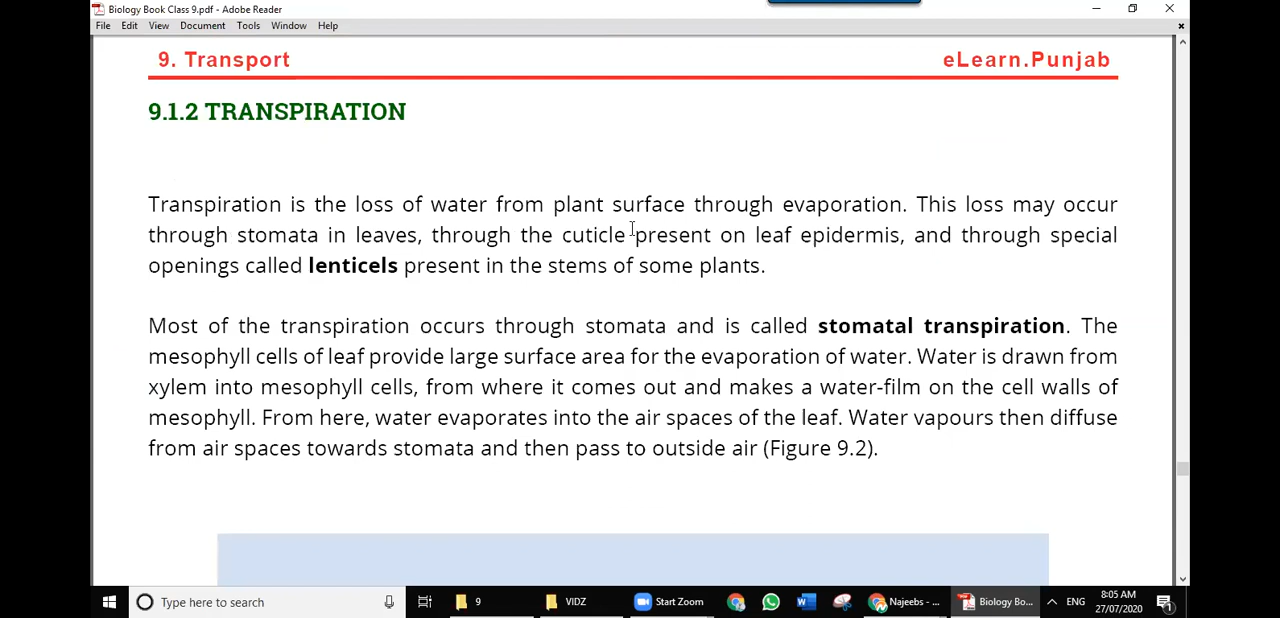 Biology Book Class 9.pdf - Adobe Reader
File Edit View Document Tools Window Help
9. Transport eLearn.Punjab
9.1.2 TRANSPIRATION
Transpiration is the loss of water from plant surface through evaporation. This loss may occur
through stomata in leaves, through the cuticle present on leaf epidermis, and through special
openings called lenticels present in the stems of some plants.
Most of the transpiration occurs through stomata and is called stomatal transpiration. The
mesophyll cells of leaf provide large surface area for the evaporation of water. Water is drawn from
xylem into mesophyll cells, from where it comes out and makes a water-film on the cell walls of
mesophyll. From here, water evaporates into the air spaces of the leaf. Water vapours then diffuse
from air spaces towards stomata and then pass to outside air (Figure 9.2).
Type here to search 9 VIDZ Start Zoom Najeebs - ... Biology Bo... ENG 8:05 AM
27/07/2020 1